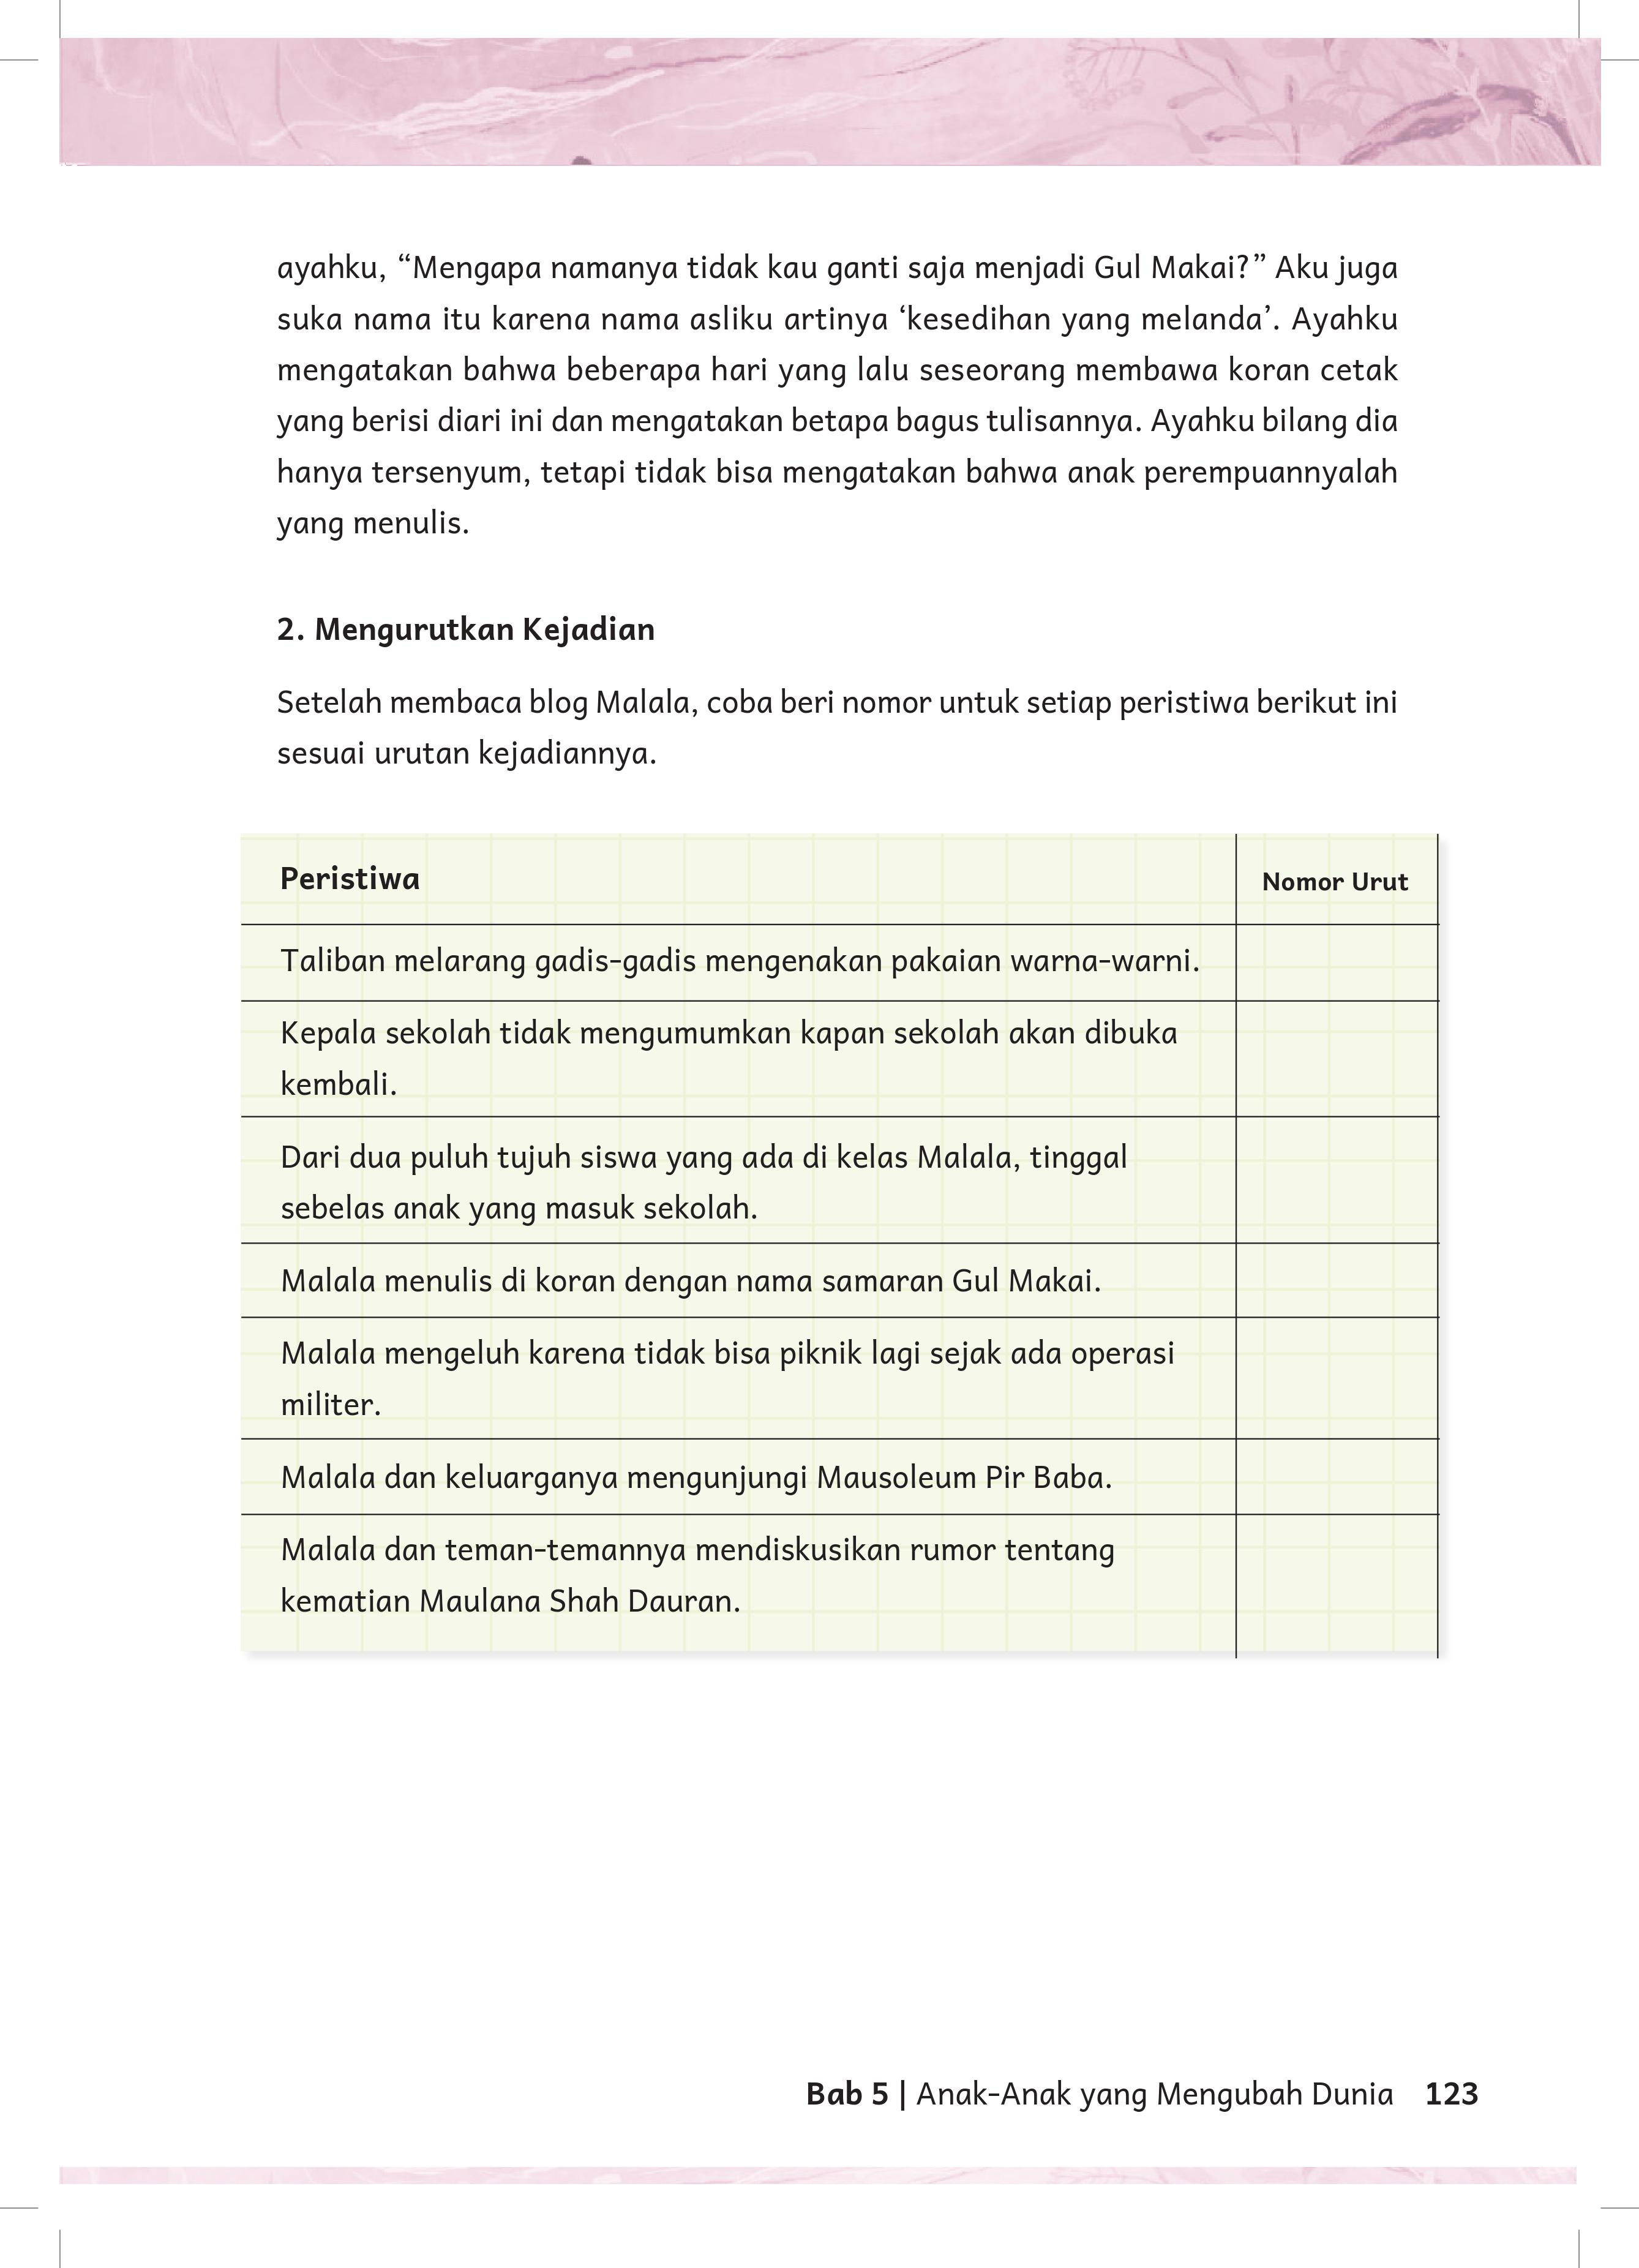 ayahku, “Mengapa namanya tidak kau ganti saja menjadi Gul Makai?” Aku juga
suka nama itu karena nama asliku artinya ‘kesedihan yang melanda’. Ayahku
mengatakan bahwa beberapa hari yang lalu seseorang membawa koran cetak
yang berisi diari ini dan mengatakan betapa bagus tulisannya. Ayahku bilang dia
hanya tersenyum, tetapi tidak bisa mengatakan bahwa anak perempuannyalah
yang menulis.
2. Mengurutkan Kejadian
Setelah membaca blog Malala, coba beri nomor untuk setiap peristiwa berikut ini
sesuai urutan kejadiannya.
Peristiwa
Nomor Urut
Taliban melarang gadis-gadis mengenakan pakaian warna-warni.
Kepala sekolah tidak mengumumkan kapan sekolah akan dibuka
kembali.
Dari dua puluh tujuh siswa yang ada di kelas Malala, tinggal
sebelas anak yang masuk sekolah.
Malala menulis di koran dengan nama samaran Gul Makai.
Malala mengeluh karena tidak bisa piknik lagi sejak ada operasi
militer.
Malala dan keluarganya mengunjungi Mausoleum Pir Baba.
Malala dan teman-temannya mendiskusikan rumor tentang
kematian Maulana Shah Dauran.
Bab 5 | Anak-Anak yang Mengubah Dunia 123